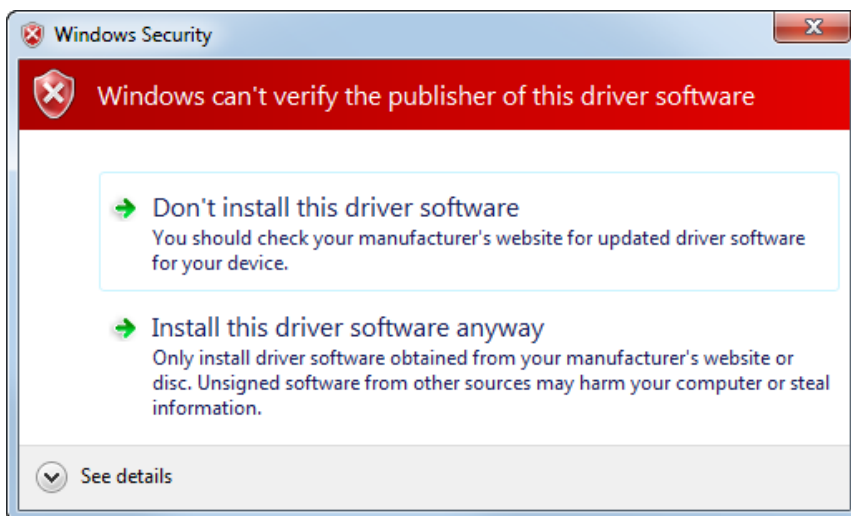 Windows Security
Windows can't verify the publisher of this driver software
Don't install this driver software
You should check your manufacturer's website for updated driver software
for your device.
Install this driver software anyway
Only install driver software obtained from your manufacturer's website or
disc. Unsigned software from other sources may harm your computer or steal
information.
See details